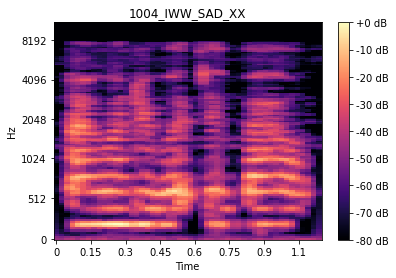 1004_IWW_SAD_XX
+0 dB
8192
-10 dB
4096
-20 dB
-30 dB
2048
-40 dB
Hz
1024
-50 dB
512
-60 dB
-70 dB
0
-80 dB
0 0.15 0.3 0.45 0.6 0.75 0.9 1.1
Time